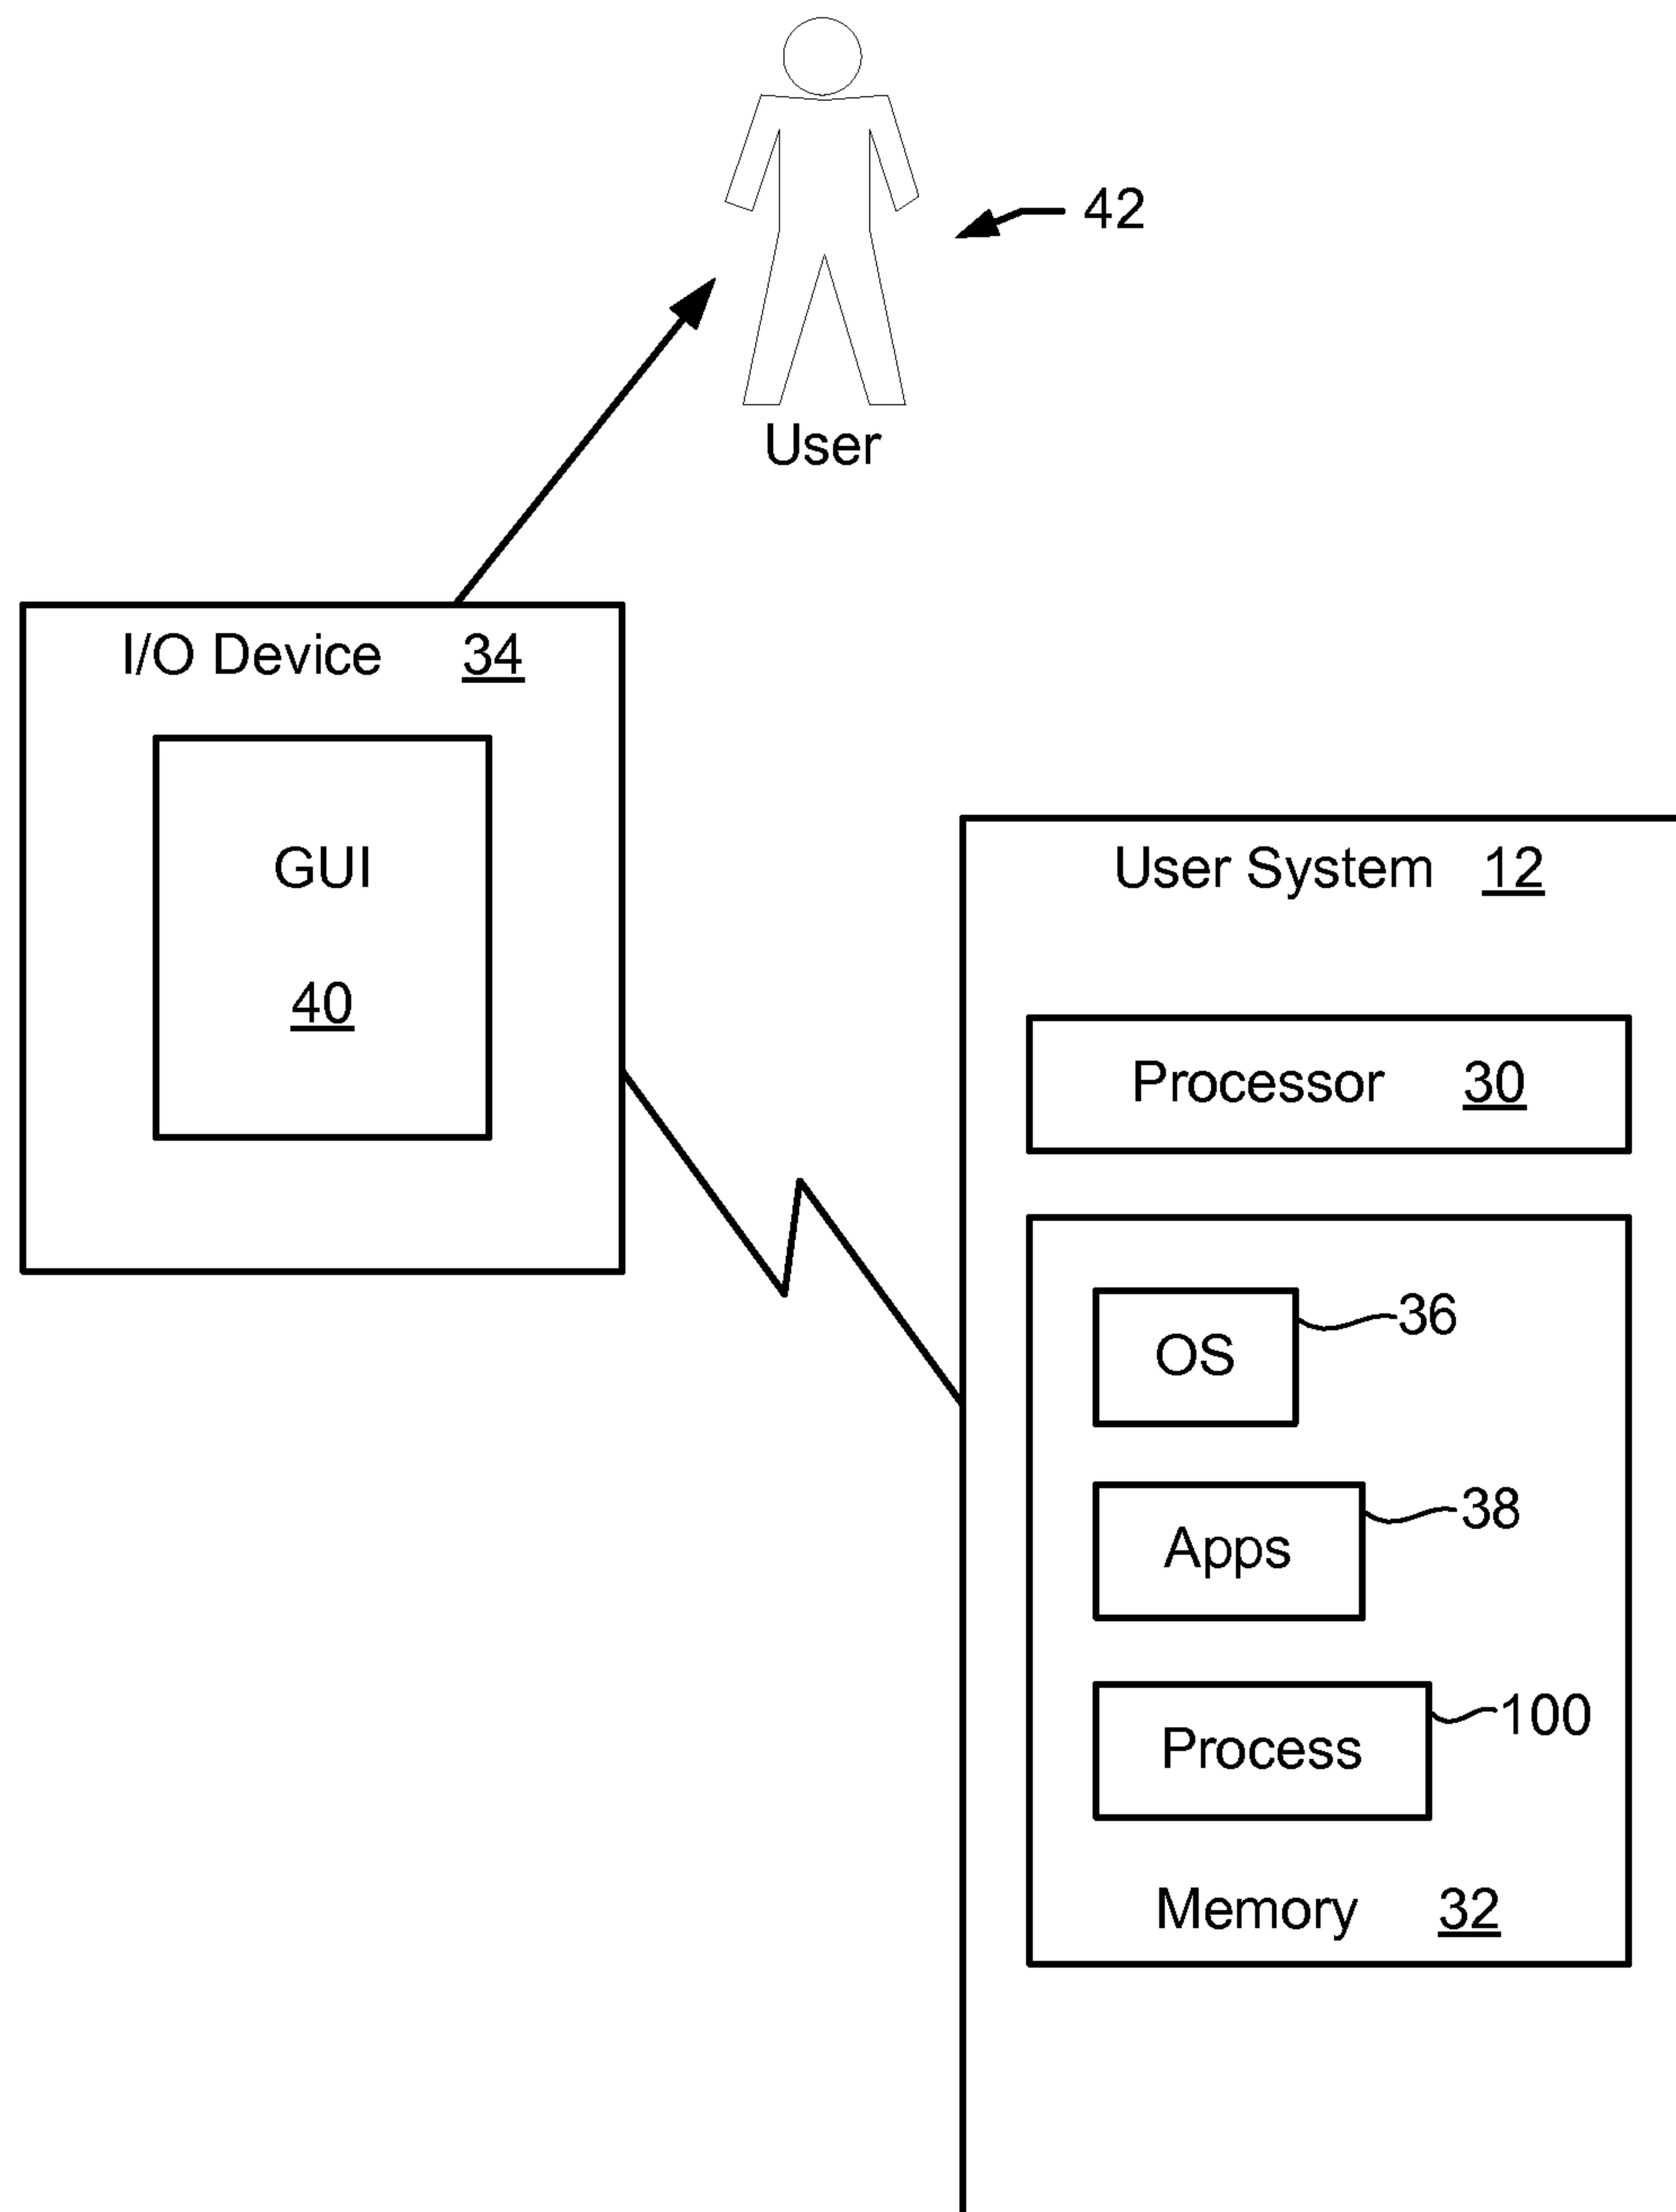 42
User
I/O Device 34
GUI
40
User System 12
Processor 30
OS
36
Apps
38
Process
100
Memory 32